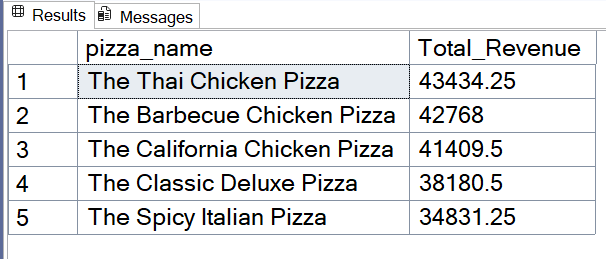 Results Messages
pizza_name Total_Revenue
1 The Thai Chicken Pizza 43434.25
2 The Barbecue Chicken Pizza 42768
3 The California Chicken Pizza 41409.5
4 The Classic Deluxe Pizza 38180.5
5 The Spicy Italian Pizza 34831.25